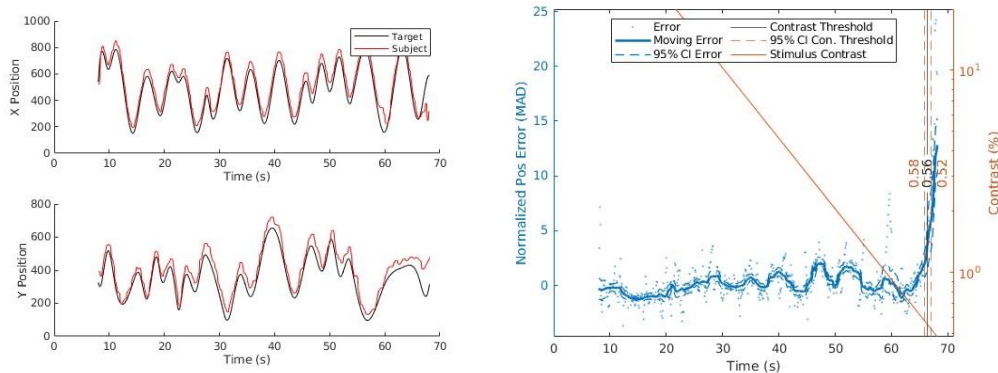 1000
800
600
400
200
0
X Position
Target
Subject
0 10 20 30 40 50 60 70
Time (s)
800
600
400
200
0
Y Position
0 10 20 30 40 50 60 70
Time (s)
25
20
15
10
5
0
Normalized Pos Error (MAD)
Error
Moving Error
95% CI Error
Contrast Threshold
95% CI Con. Threshold
Stimulus Contrast
0.58
0.56
0.52
10¹
10⁰
Contrast (%)
0 10 20 30 40 50 60 70
Time (s)